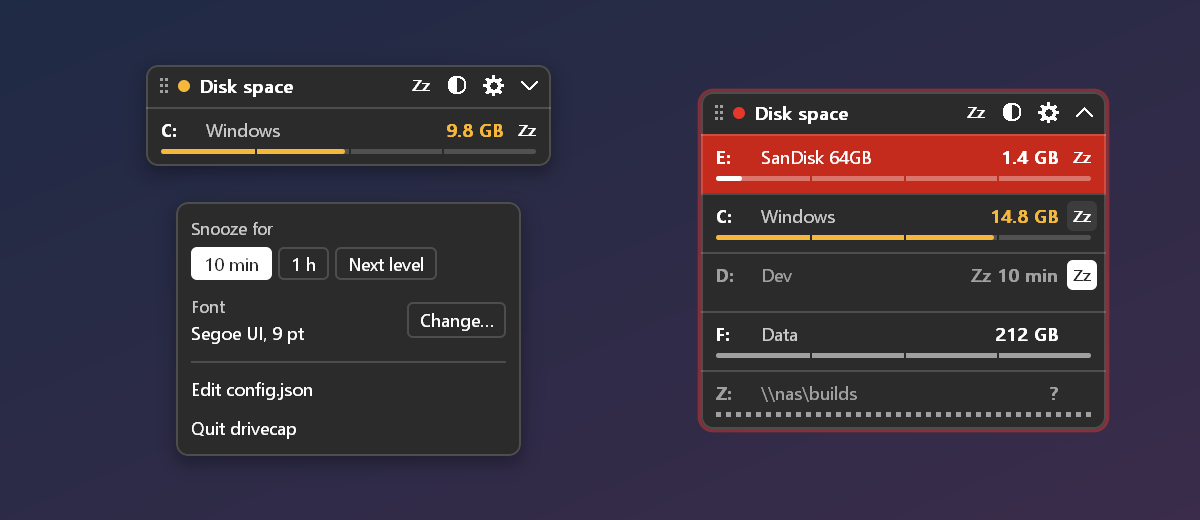 Disk space Zz
C: Windows 9.8 GB Zz
Snooze for
10 min 1 h Next level
Font
Segoe UI, 9 pt
Change...
Edit config.json
Quit drivecap
Disk space Zz
E: SanDisk 64GB 1.4 GB Zz
C: Windows 14.8 GB Zz
D: Dev Zz 10 min Zz
F: Data 212 GB
Z: \\nas\builds ?